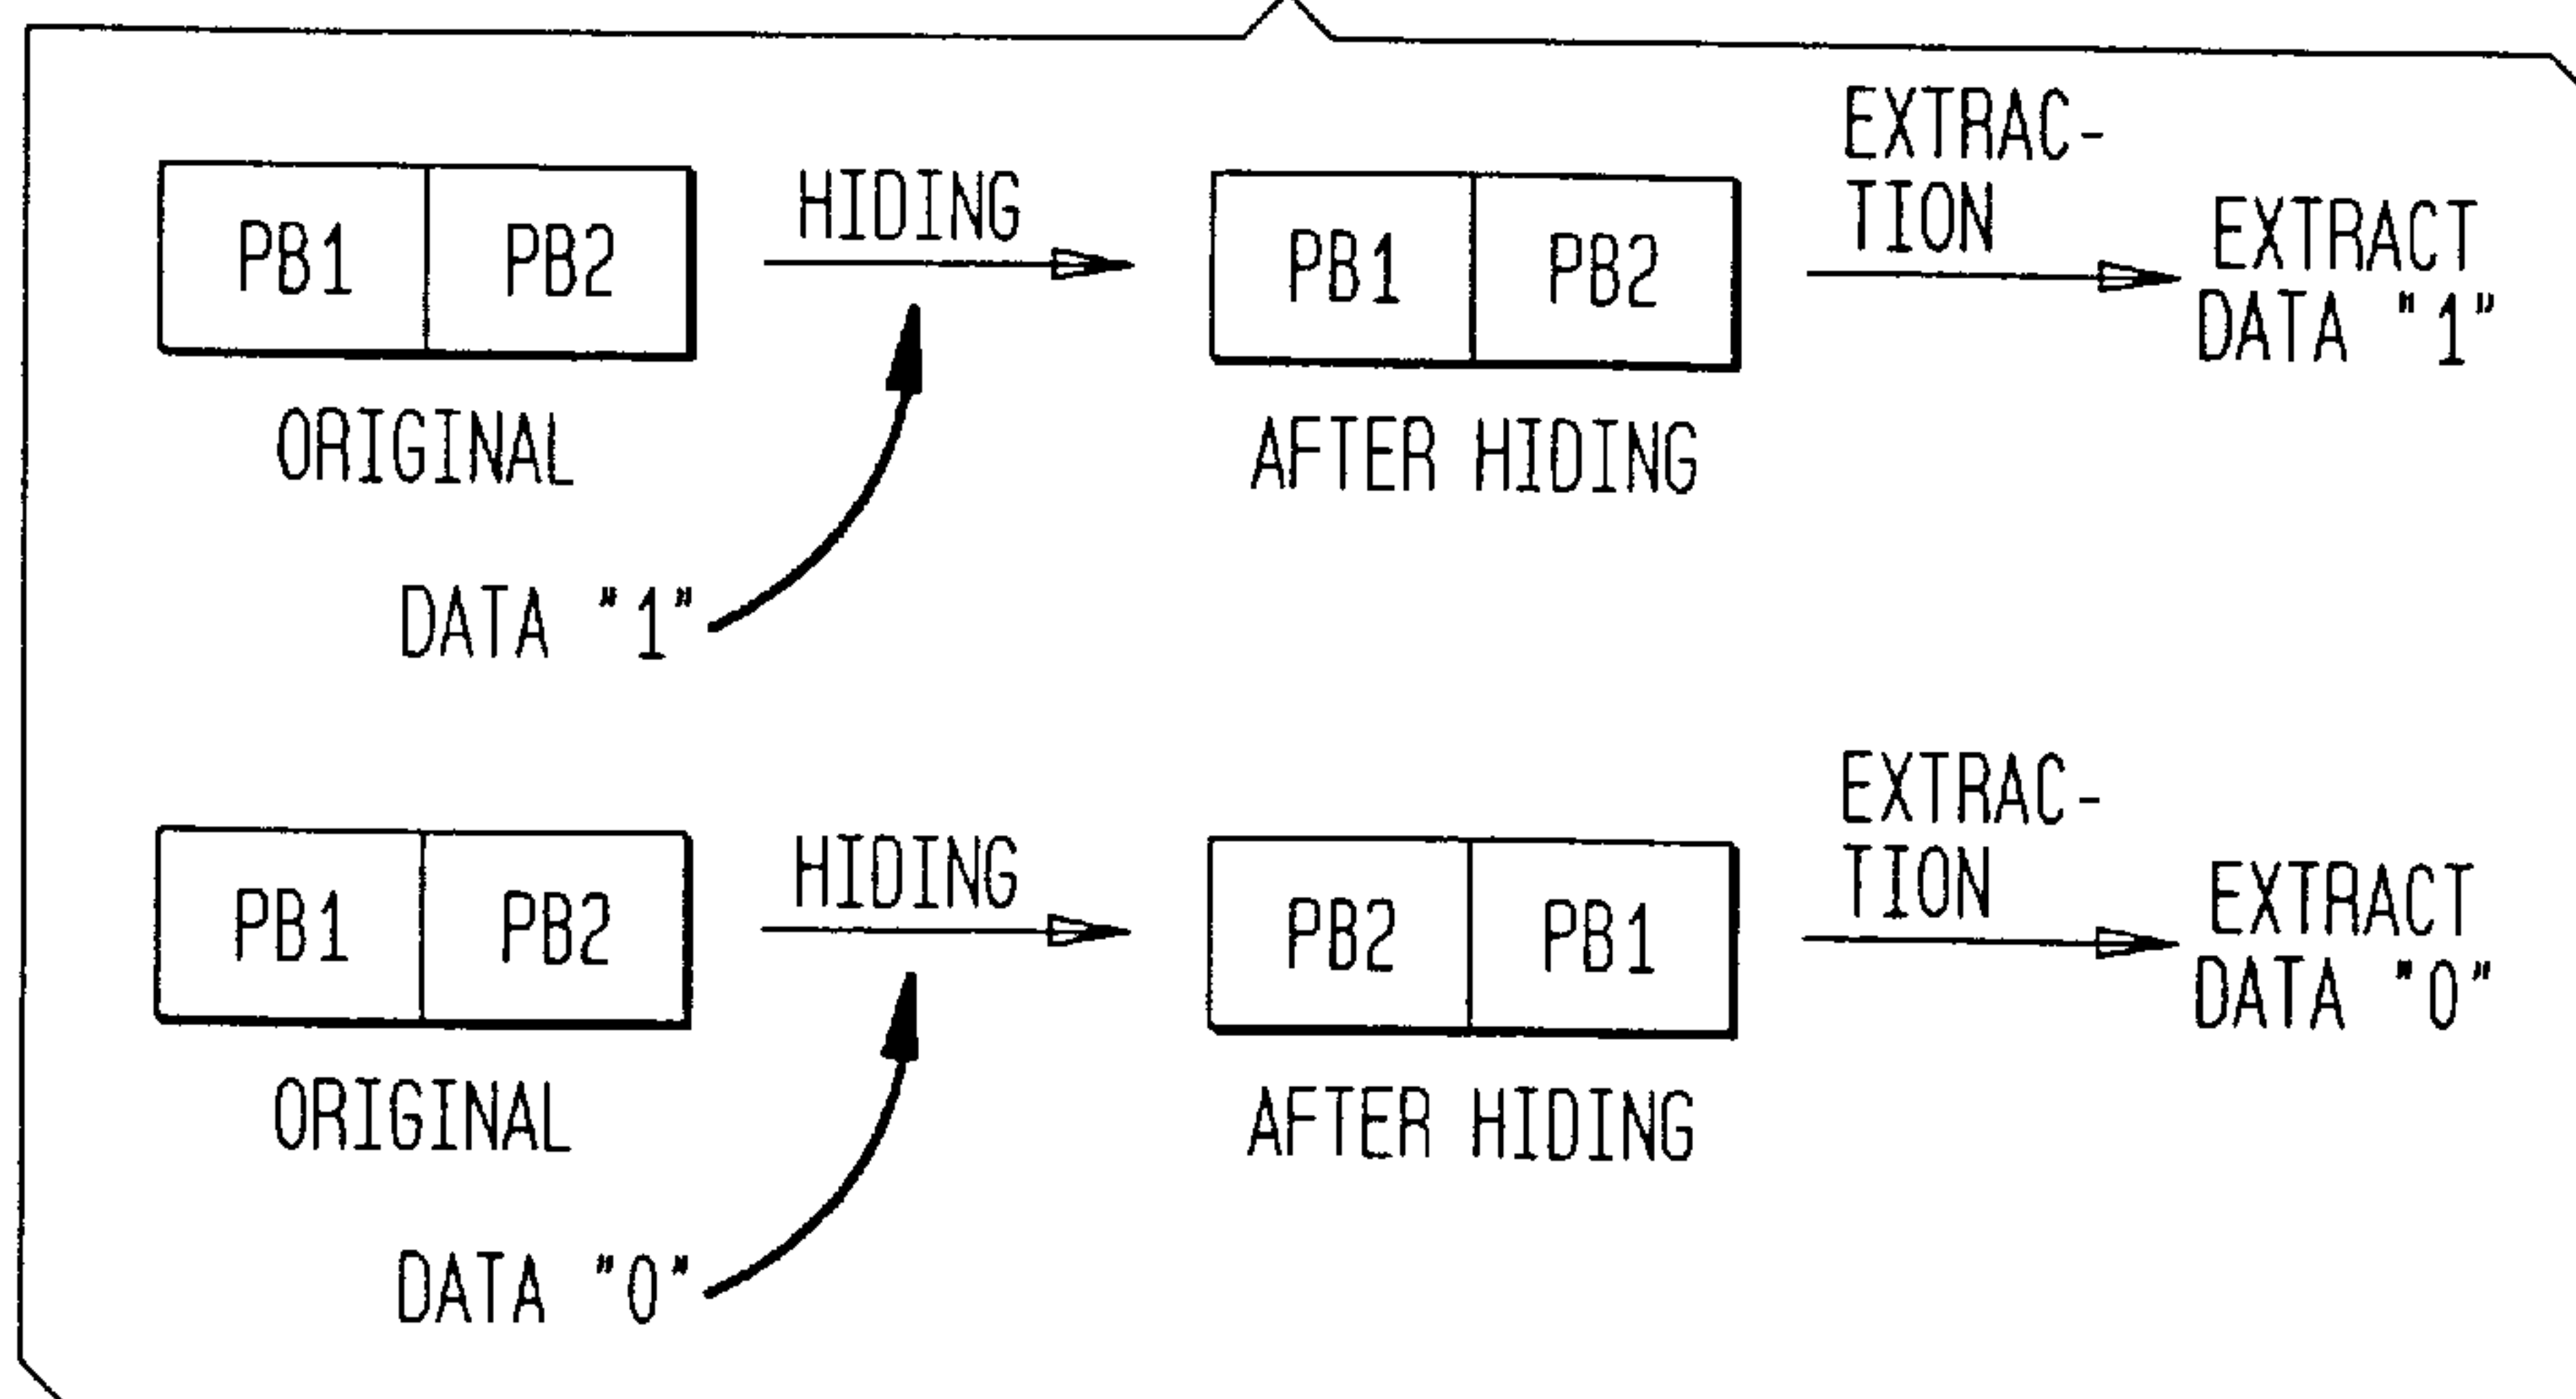 EXTRAC-
TION
HIDING
PB1 PB2
PB1 PB2
EXTRACT
DATA "1"
ORIGINAL
AFTER HIDING
DATA "1"
EXTRAC-
TION
HIDING
PB1 PB2
PB2 PB1
EXTRACT
DATA "0"
ORIGINAL
AFTER HIDING
DATA "0"